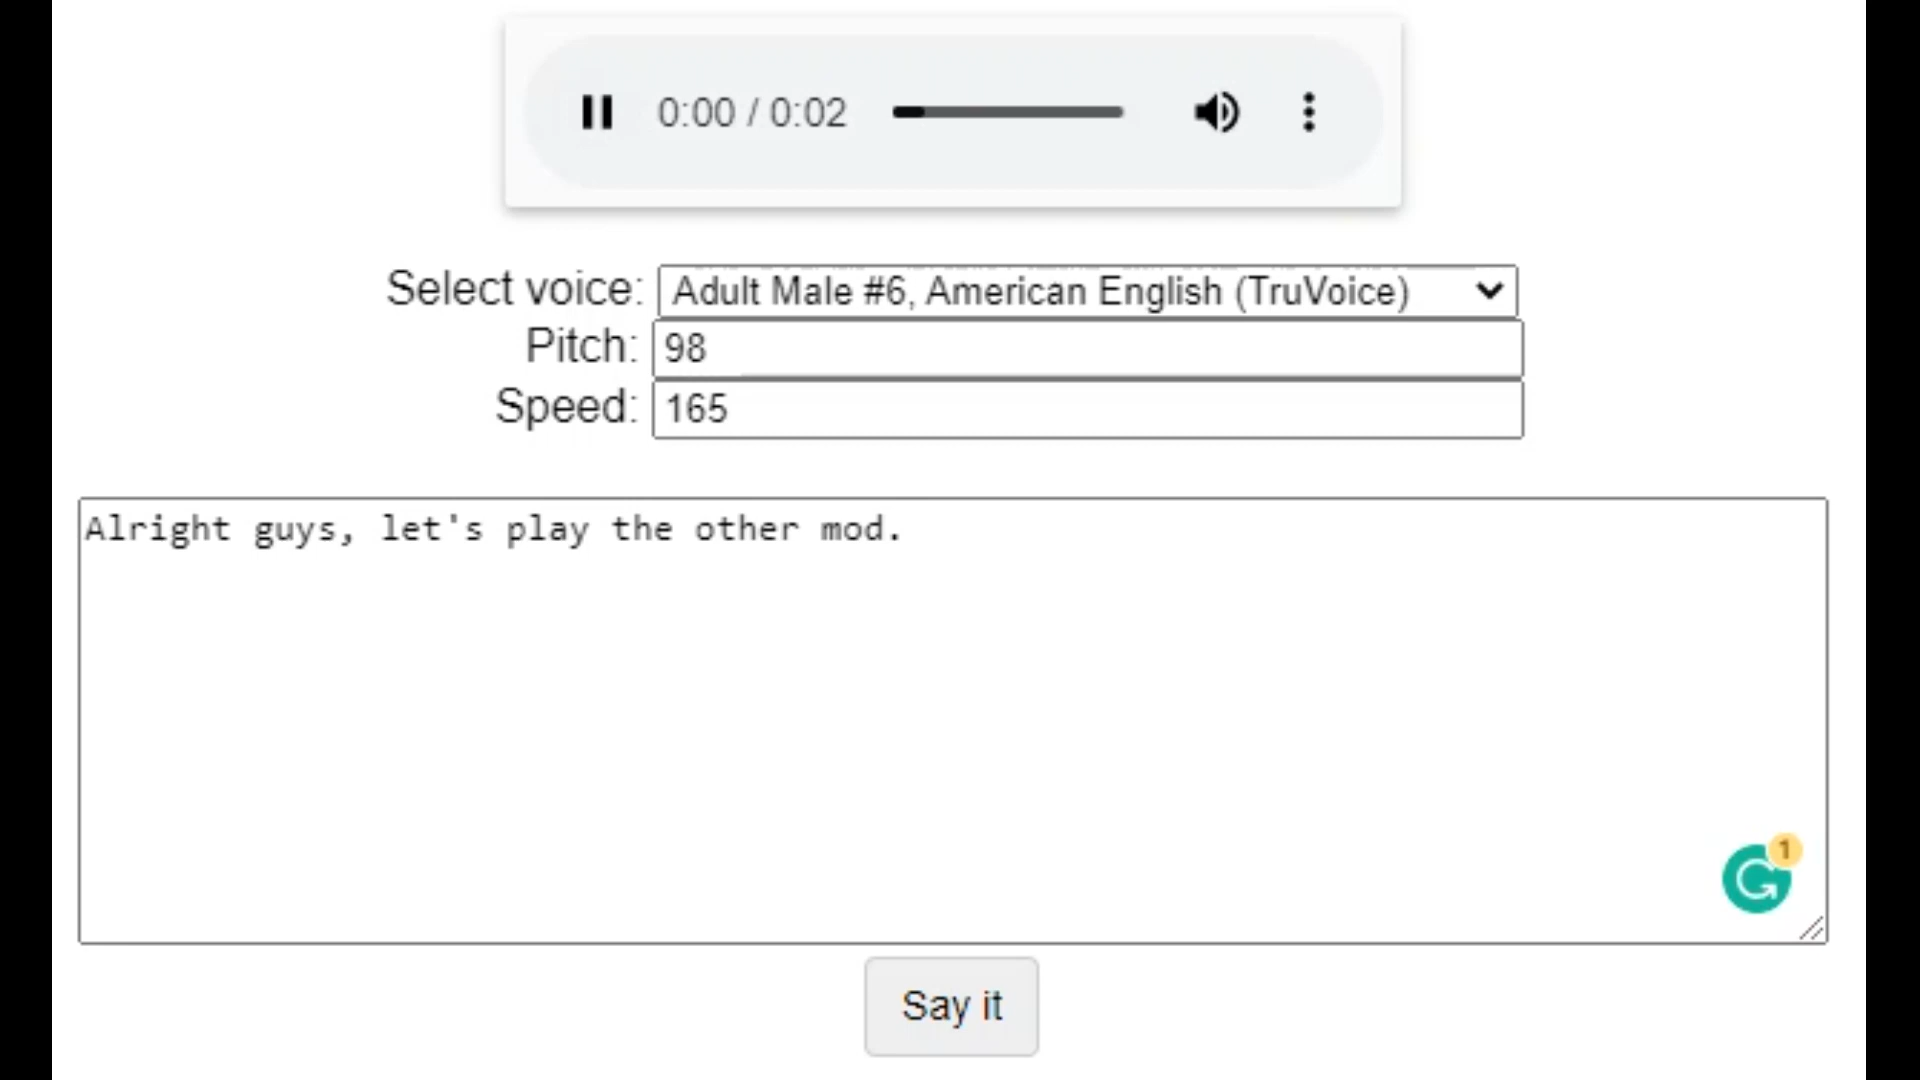 0:00 / 0:02
Select voice: Adult Male #6, American English (TruVoice)
Pitch: 98
Speed: 165
Alright guys, let's play the other mod.
1
Say it